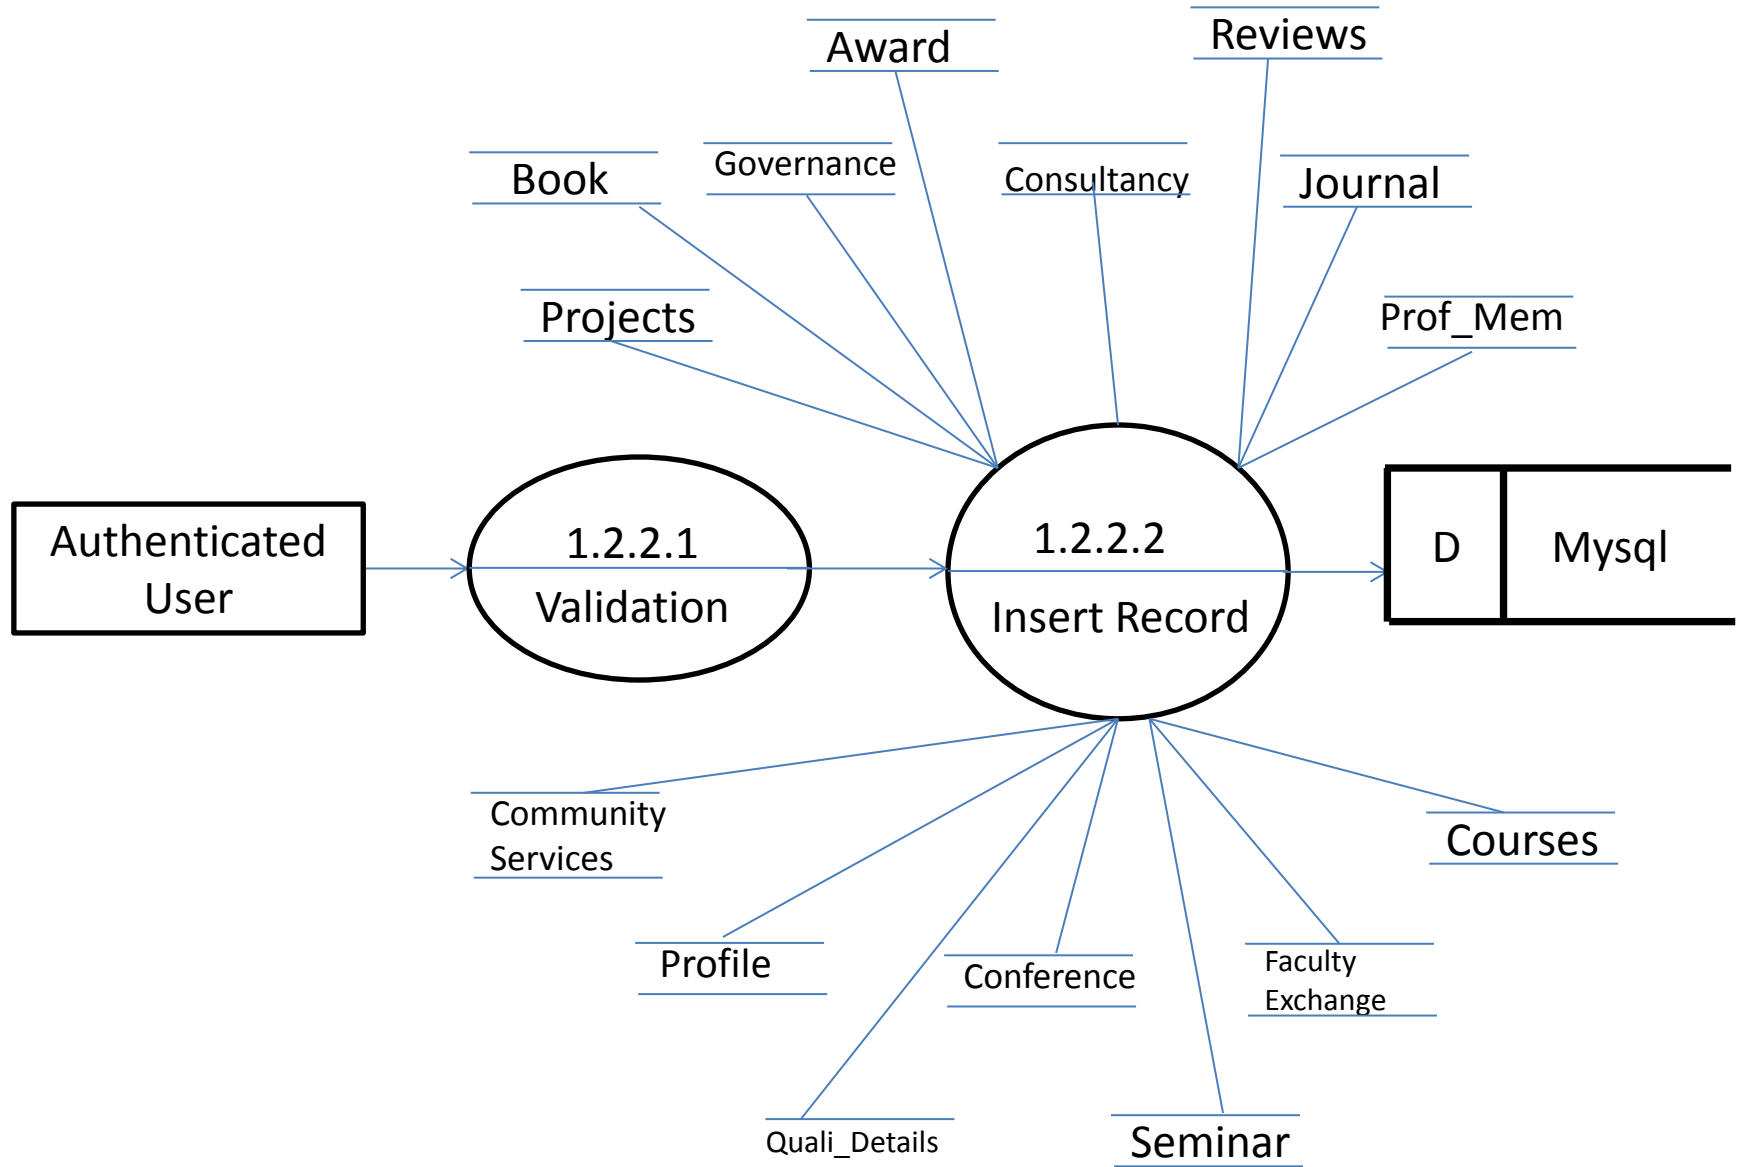 Reviews
Award
Governance
Book
Consultancy
Journal
Projects
Prof_Mem
Authenticated
User
1.2.2.1
Validation
1.2.2.2
Insert Record
D
Mysql
Community
Services
Courses
Profile
Conference
Faculty
Exchange
Quali_Details
Seminar